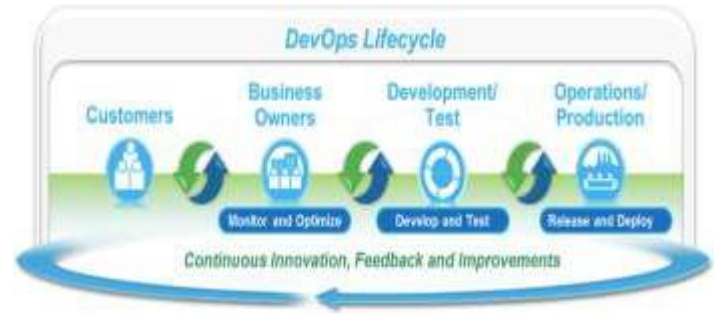 DevOps Lifecycle
Customers
Business
Owners
Development/
Test
Operations/
Production
Monitor and Optimize
Develop and Test
Release and Deploy
Continuous Innovation, Feedback and Improvements